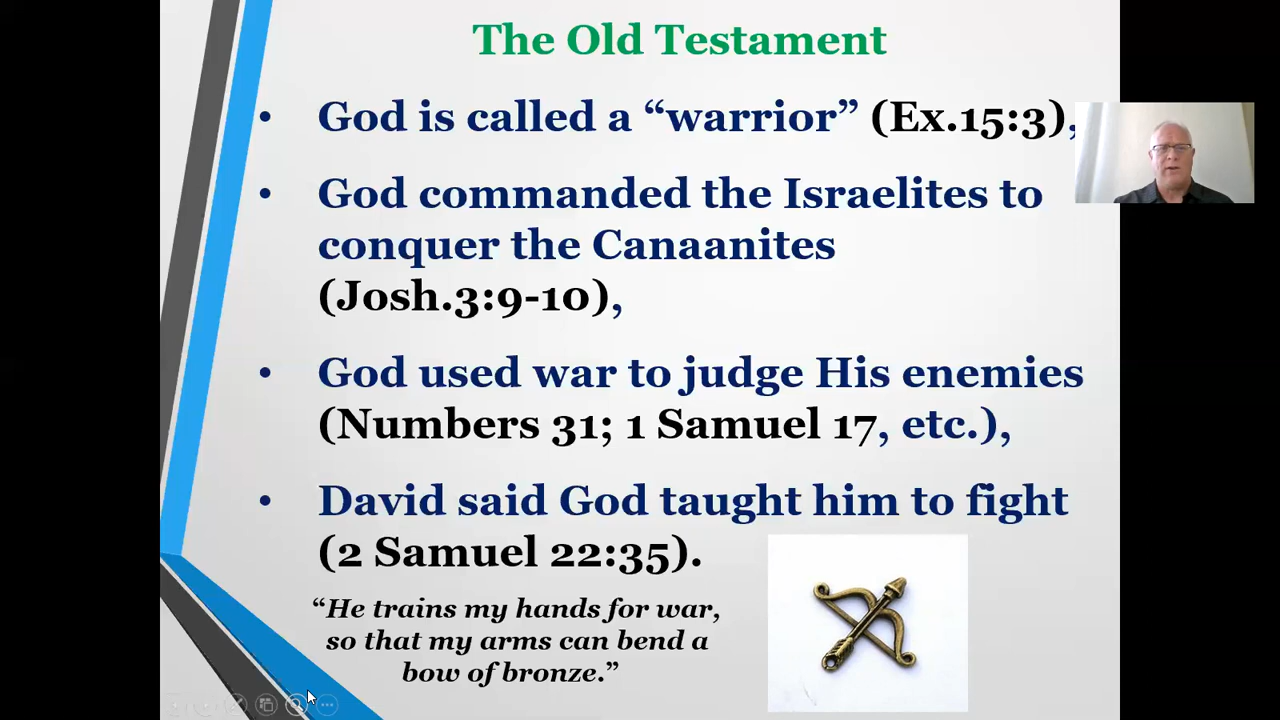 The Old Testament
• God is called a “warrior” (Ex.15:3),
• God commanded the Israelites to
conquer the Canaanites
(Josh.3:9-10),
• God used war to judge His enemies
(Numbers 31; 1 Samuel 17, etc.),
• David said God taught him to fight
(2 Samuel 22:35).
“He trains my hands for war,
so that my arms can bend a
bow of bronze.”